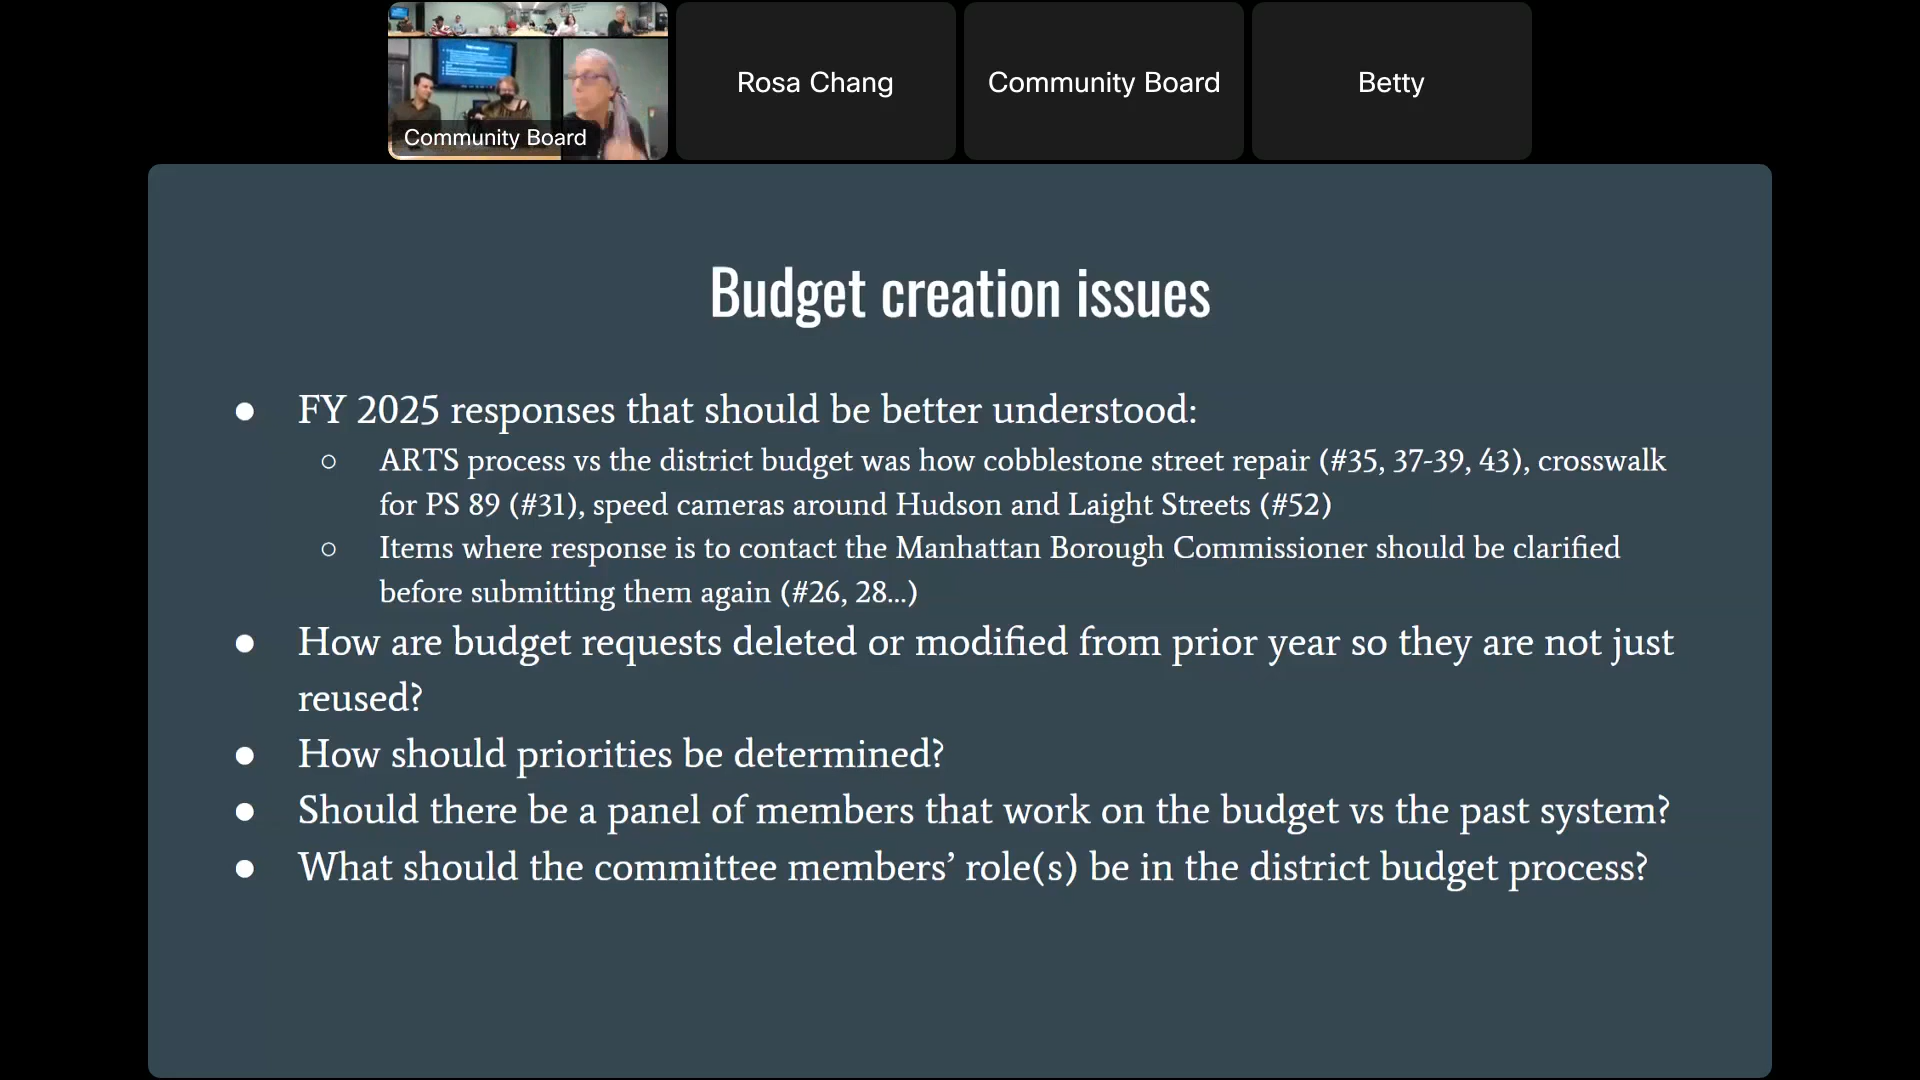 Community Board
Rosa Chang
Community Board
Betty
Budget creation issues
● FY 2025 responses that should be better understood:
○ ARTS process vs the district budget was how cobblestone street repair (#35, 37-39, 43), crosswalk
for PS 89 (#31), speed cameras around Hudson and Laight Streets (#52)
○ Items where response is to contact the Manhattan Borough Commissioner should be clarified
before submitting them again (#26, 28...)
● How are budget requests deleted or modified from prior year so they are not just
reused?
● How should priorities be determined?
● Should there be a panel of members that work on the budget vs the past system?
● What should the committee members’ role(s) be in the district budget process?